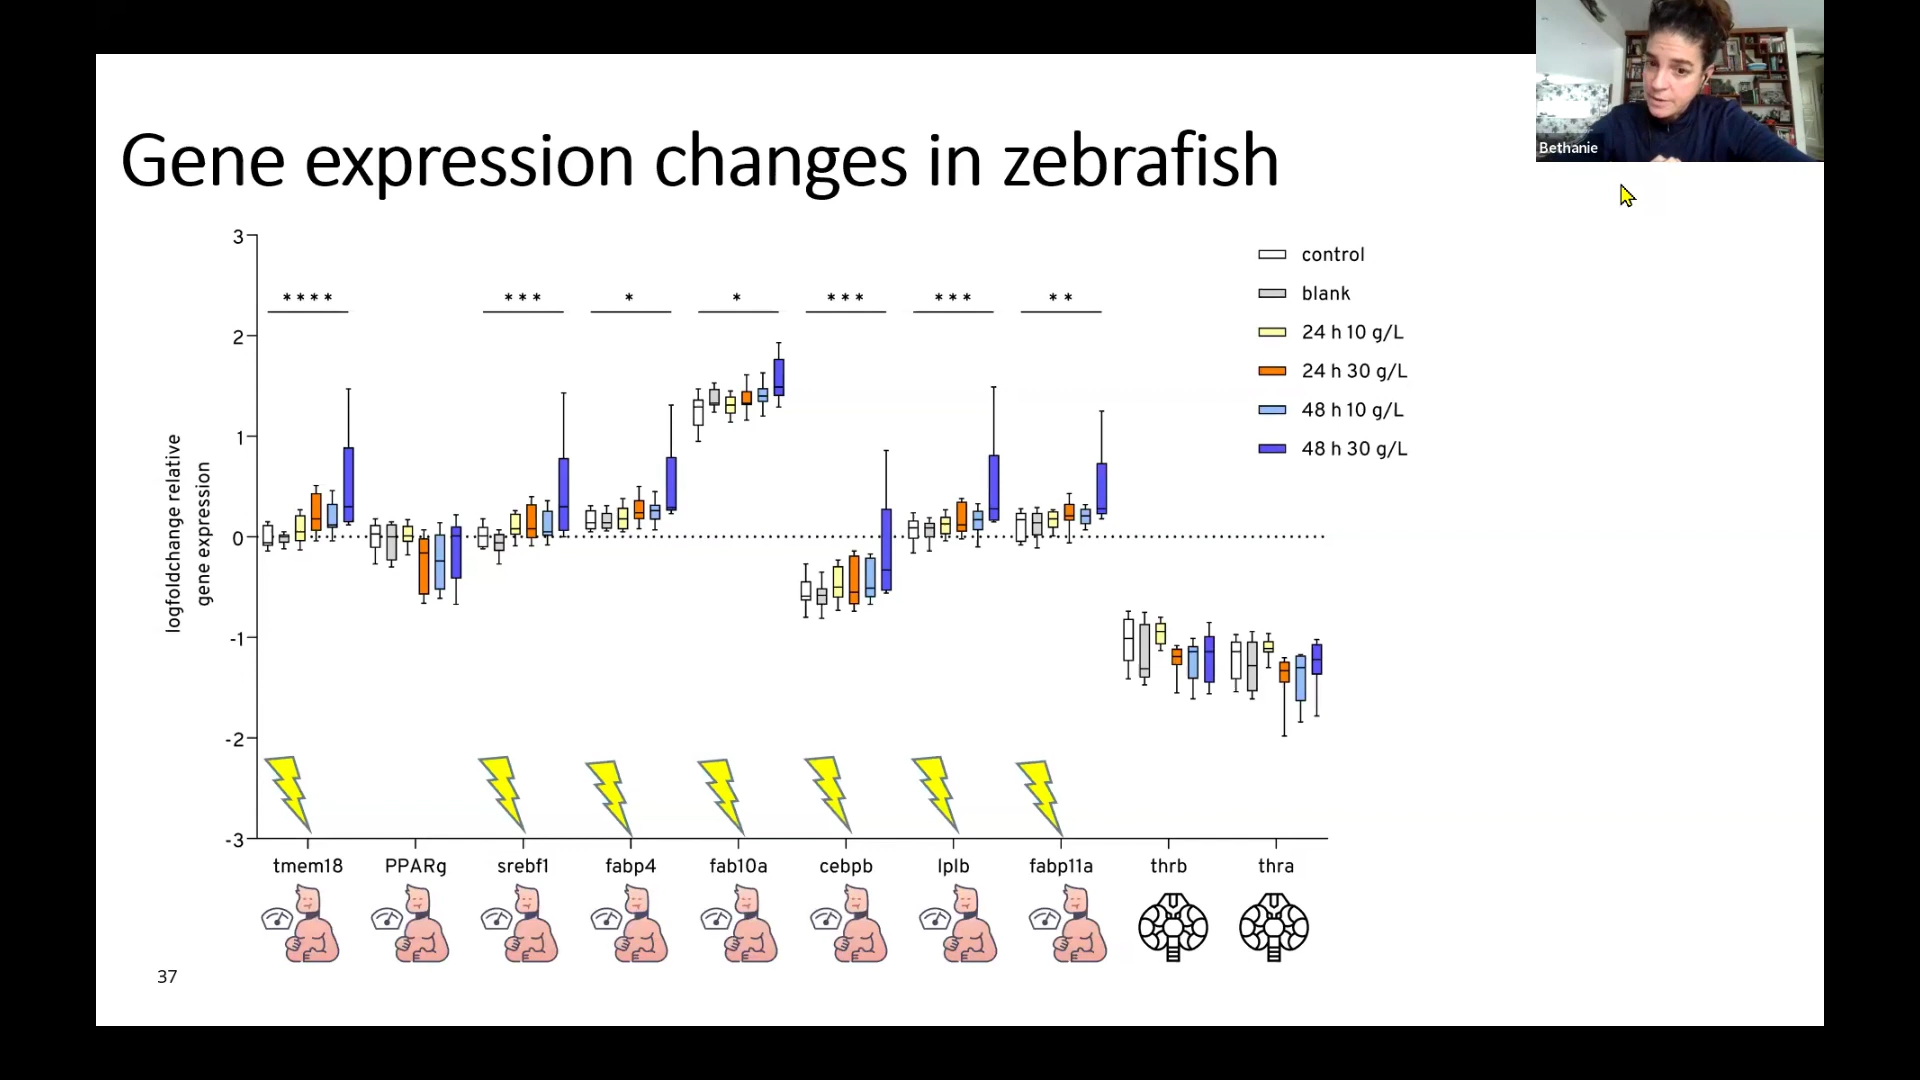 Bethanie
Gene expression changes in zebrafish
3
2
1
0
-1
-2
-3
logfoldchange relative
gene expression
**** *** * * *** *** **
control
blank
24 h 10 g/L
24 h 30 g/L
48 h 10 g/L
48 h 30 g/L
tmem18 PPARg srebf1 fabp4 fab10a cebpb lplb fabp11a thrb thra
37